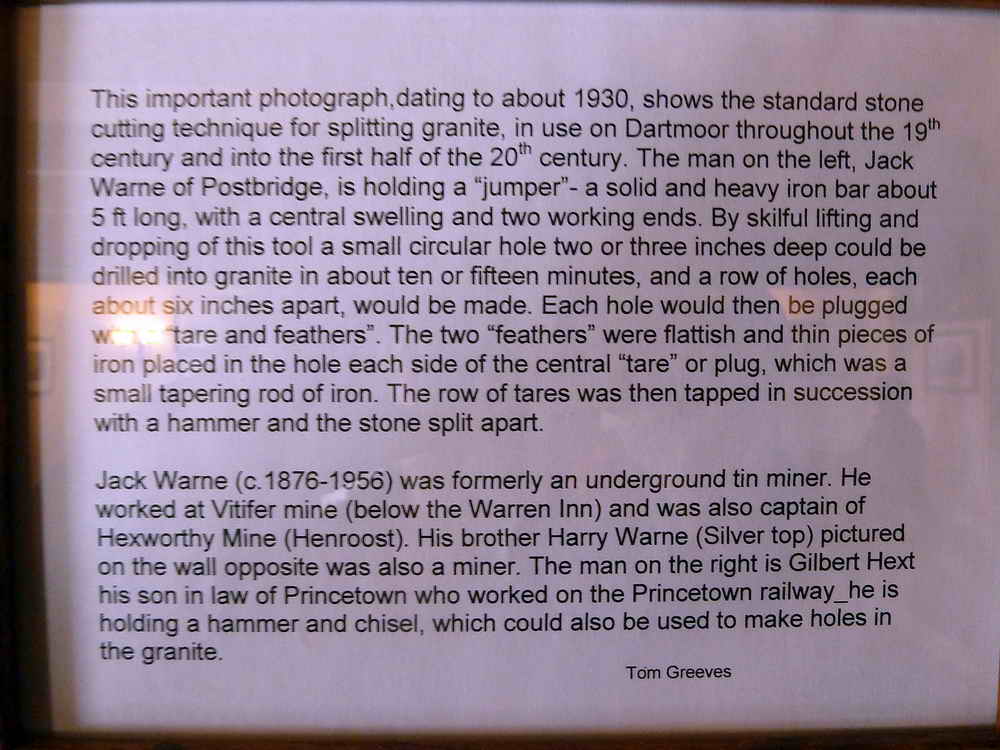 This important photograph,dating to about 1930, shows the standard stone
cutting technique for splitting granite, in use on Dartmoor throughout the 19th
century and into the first half of the 20th century. The man on the left, Jack
Warne of Postbridge, is holding a “jumper”- a solid and heavy iron bar about
5 ft long, with a central swelling and two working ends. By skilful lifting and
dropping of this tool a small circular hole two or three inches deep could be
drilled into granite in about ten or fifteen minutes, and a row of holes, each
about six inches apart, would be made. Each hole would then be plugged
“tare and feathers”. The two “feathers” were flattish and thin pieces of
iron placed in the hole each side of the central “tare” or plug, which was a
small tapering rod of iron. The row of tares was then tapped in succession
with a hammer and the stone split apart.
Jack Warne (c.1876-1956) was formerly an underground tin miner. He
worked at Vitifer mine (below the Warren Inn) and was also captain of
Hexworthy Mine (Henroost). His brother Harry Warne (Silver top) pictured
on the wall opposite was also a miner. The man on the right is Gilbert Hext
his son in law of Princetown who worked on the Princetown railway_he is
holding a hammer and chisel, which could also be used to make holes in
the granite.
Tom Greeves